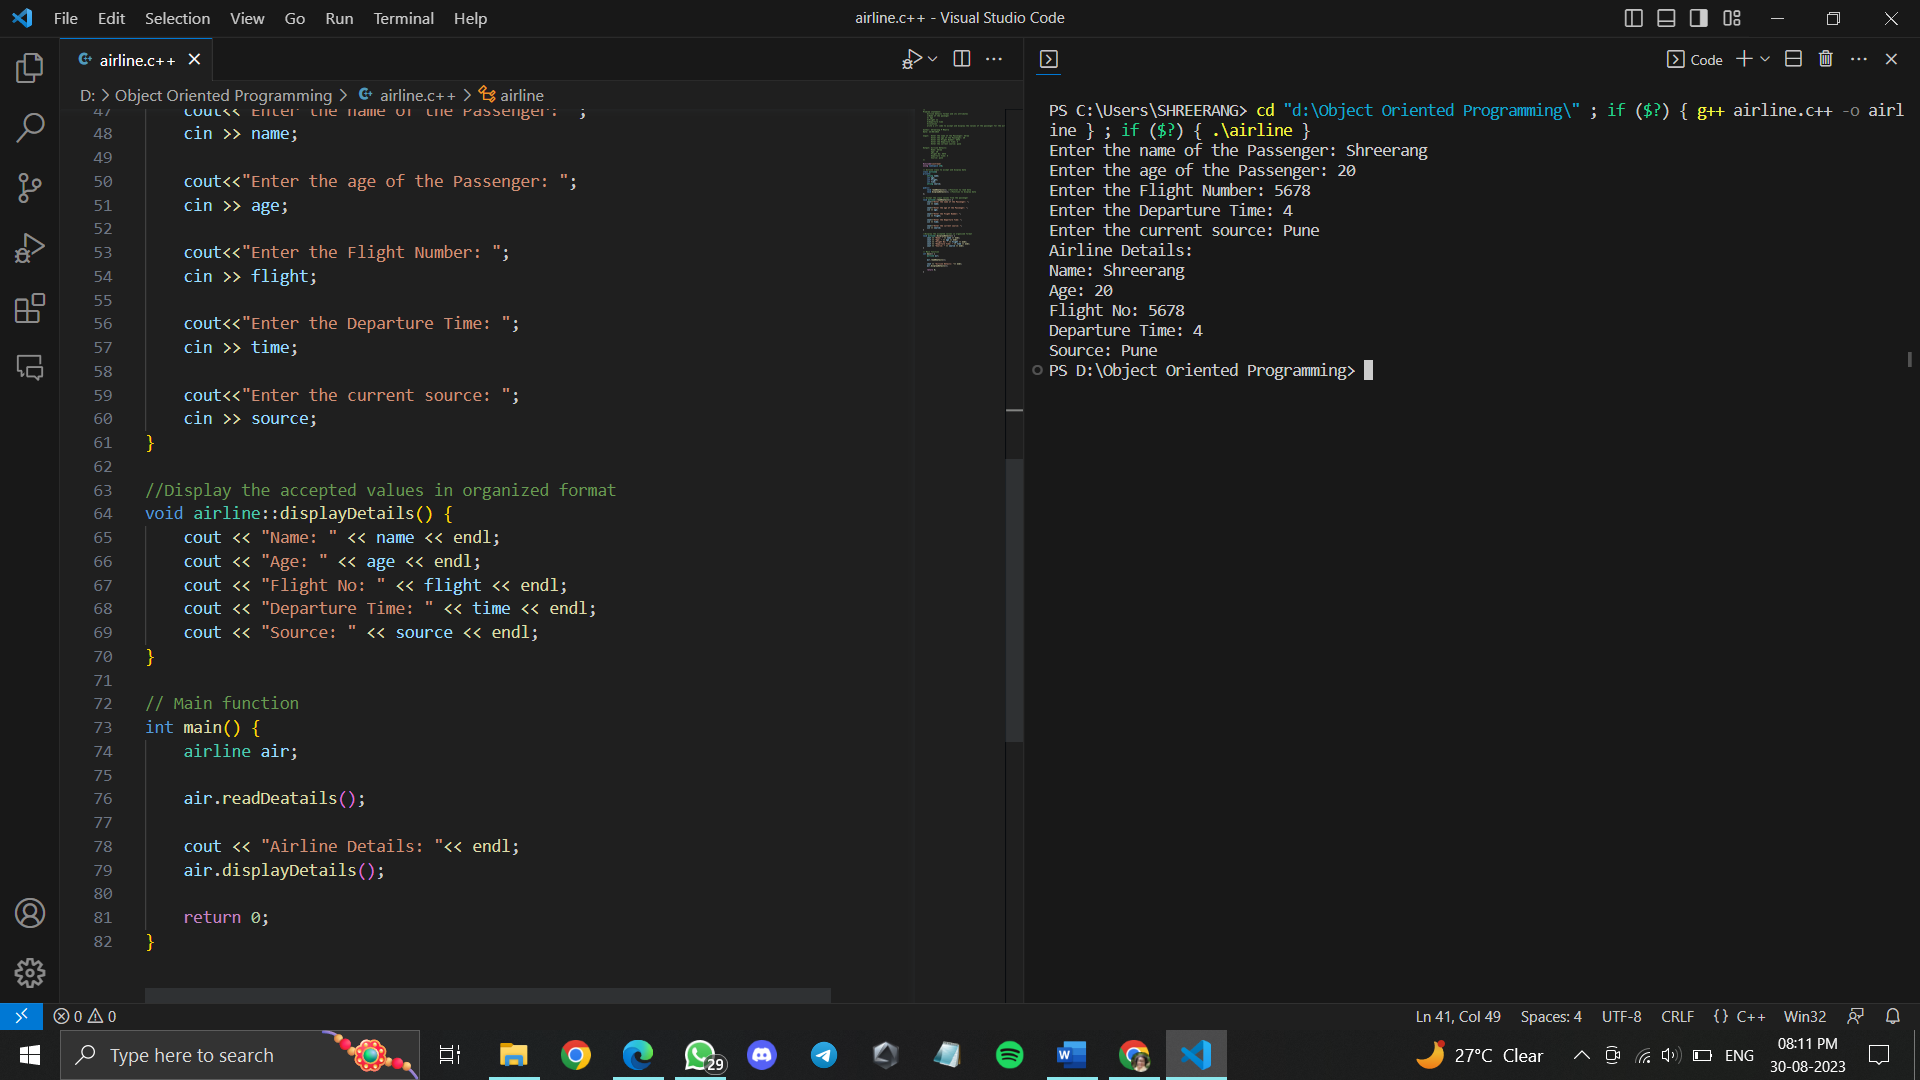 File Edit Selection View Go Run Terminal Help
airline.c++ - Visual Studio Code
airline.c++
D: > Object Oriented Programming > airline.c++ > airline
47 cout<<"Enter the name of the Passenger: ";
48 cin >> name;
49
50 cout<<"Enter the age of the Passenger: ";
51 cin >> age;
52
53 cout<<"Enter the Flight Number: ";
54 cin >> flight;
55
56 cout<<"Enter the Departure Time: ";
57 cin >> time;
58
59 cout<<"Enter the current source: ";
60 cin >> source;
61 }
62
63 //Display the accepted values in organized format
64 void airline::displayDetails() {
65 cout << "Name: " << name << endl;
66 cout << "Age: " << age << endl;
67 cout << "Flight No: " << flight << endl;
68 cout << "Departure Time: " << time << endl;
69 cout << "Source: " << source << endl;
70 }
71
72 // Main function
73 int main() {
74 airline air;
75
76 air.readDeatails();
77
78 cout << "Airline Details: "<< endl;
79 air.displayDetails();
80
81 return 0;
82 }
Code
PS C:\Users\SHREERANG> cd "d:\Object Oriented Programming\" ; if ($?) { g++ airline.c++ -o airl
ine } ; if ($?) { .\airline }
Enter the name of the Passenger: Shreerang
Enter the age of the Passenger: 20
Enter the Flight Number: 5678
Enter the Departure Time: 4
Enter the current source: Pune
Airline Details:
Name: Shreerang
Age: 20
Flight No: 5678
Departure Time: 4
Source: Pune
PS D:\Object Oriented Programming>
0 0
Ln 41, Col 49 Spaces: 4 UTF-8 CRLF {} C++ Win32
Type here to search
29
27°C Clear
ENG
08:11 PM
30-08-2023